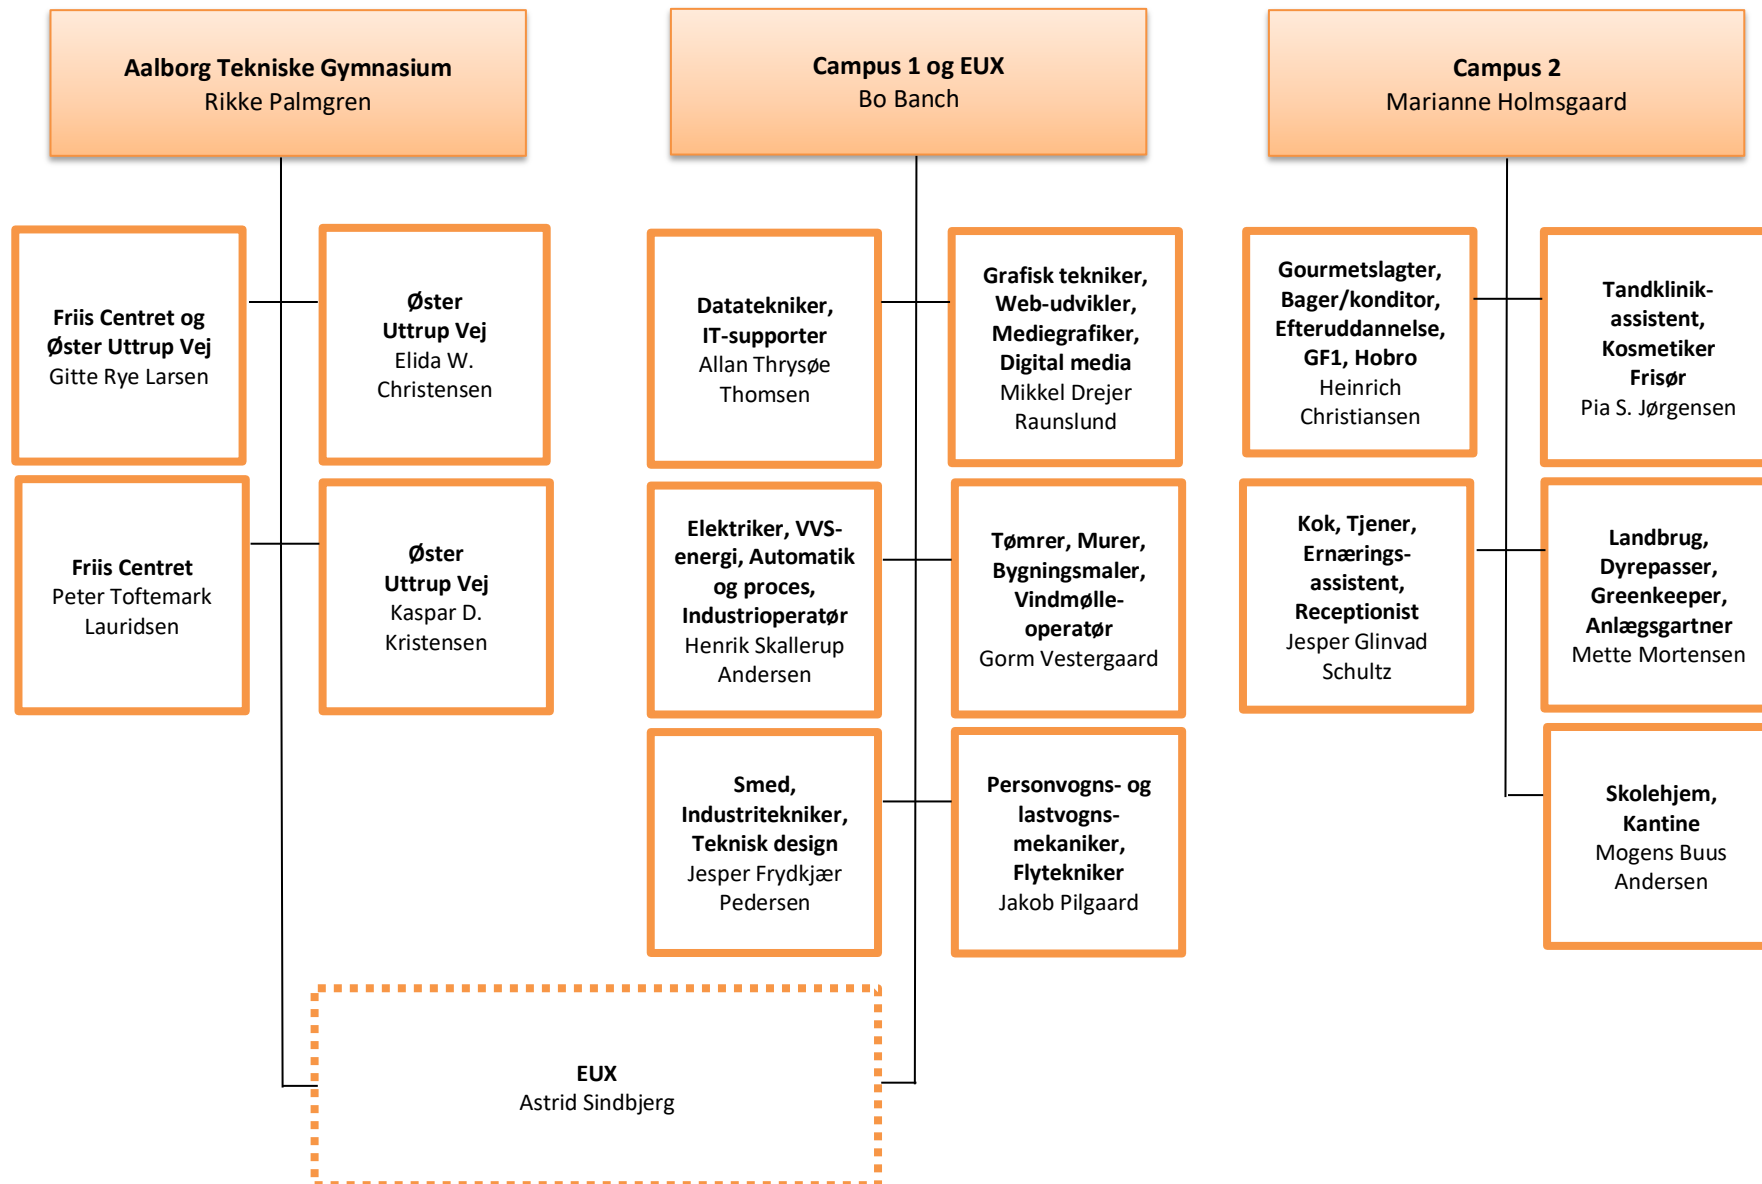 Aalborg Tekniske Gymnasium
Rikke Palmgren
Campus 1 og EUX
Bo Banch
Campus 2
Marianne Holmsgaard
Friis Centret og
Øster Uttrup Vej
Gitte Rye Larsen
Øster
Uttrup Vej
Elida W.
Christensen
Friis Centret
Peter Toftemark
Lauridsen
Øster
Uttrup Vej
Kaspar D.
Kristensen
Datatekniker,
IT-supporter
Allan Thrysøe
Thomsen
Grafisk tekniker,
Web-udvikler,
Mediegrafiker,
Digital media
Mikkel Drejer
Raunslund
Elektriker, VVS-
energi, Automatik
og proces,
Industrioperatør
Henrik Skallerup
Andersen
Tømrer, Murer,
Bygningsmaler,
Vindmølle-
operatør
Gorm Vestergaard
Smed,
Industritekniker,
Teknisk design
Jesper Frydkjær
Pedersen
Personvogns- og
lastvogns-
mekaniker,
Flytekniker
Jakob Pilgaard
Gourmetslagter,
Bager/konditor,
Efteruddannelse,
GF1, Hobro
Heinrich
Christiansen
Tandklinik-
assistent,
Kosmetiker
Frisør
Pia S. Jørgensen
Kok, Tjener,
Ernærings-
assistent,
Receptionist
Jesper Glinvad
Schultz
Landbrug,
Dyrepasser,
Greenkeeper,
Anlægsgartner
Mette Mortensen
Skolehjem,
Kantine
Mogens Buus
Andersen
EUX
Astrid Sindbjerg